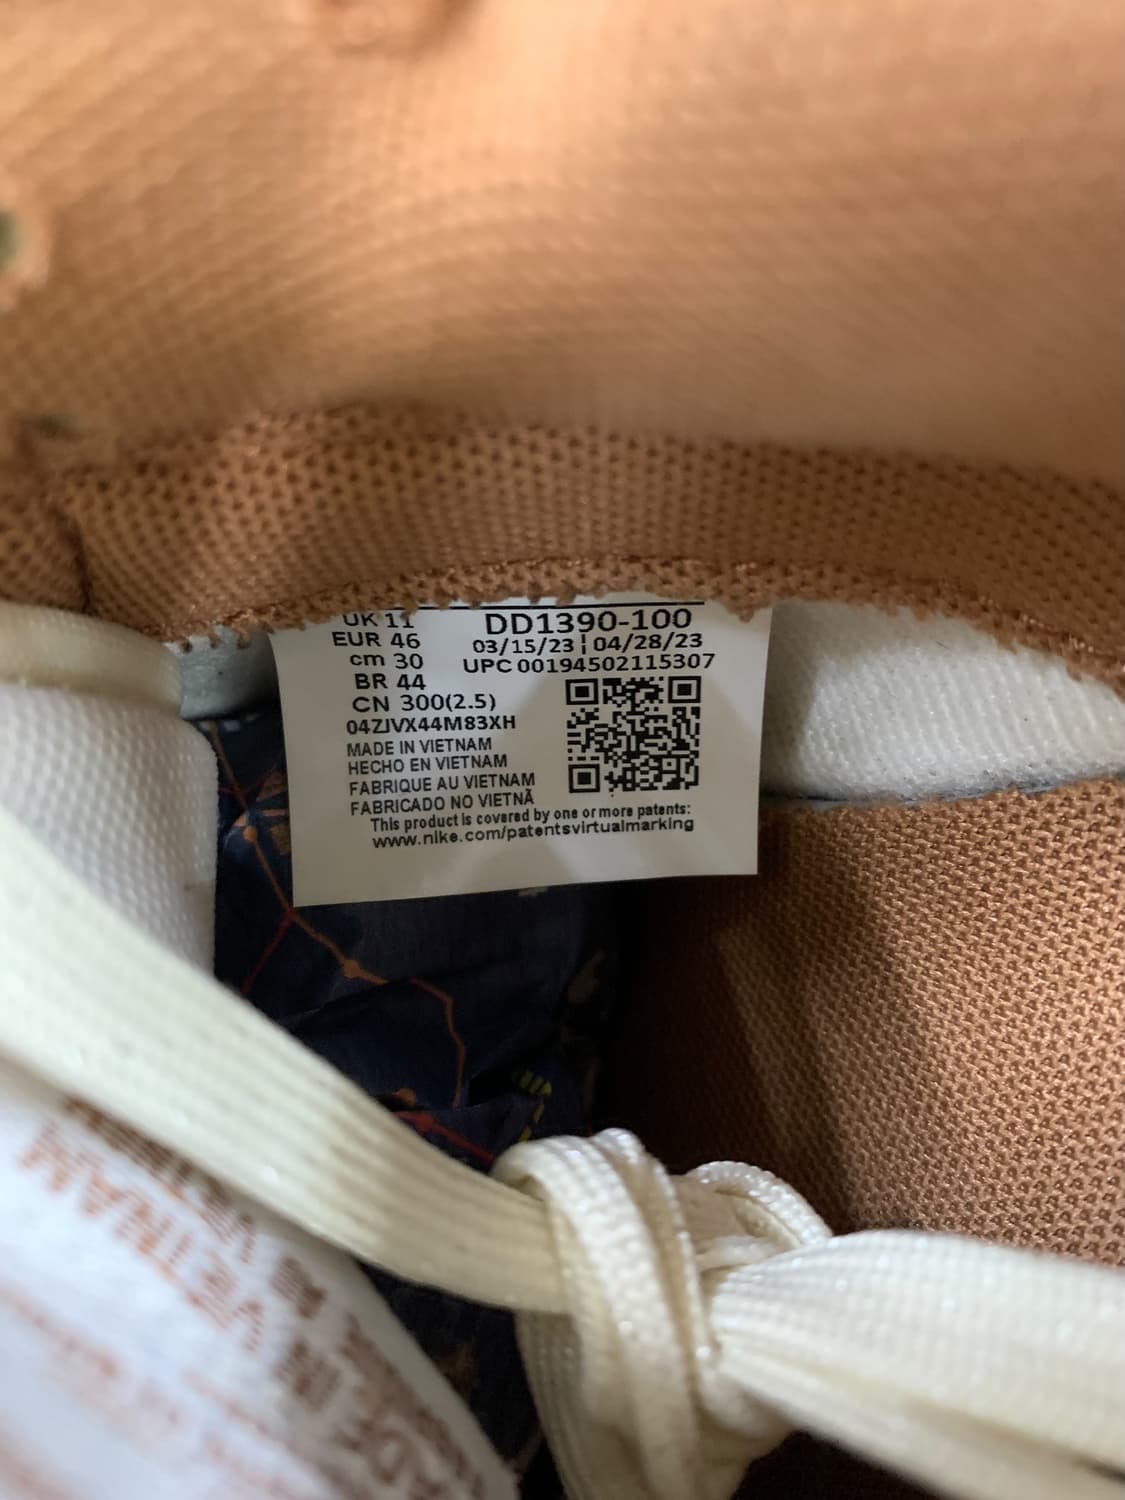 UK 11
EUR 46
cm 30
BR 44
CN 300(2.5)
04ZJVX44M83XH
DD1390-100
03/15/23 ¦ 04/28/23
UPC 00194502115307
MADE IN VIETNAM
HECHO EN VIETNAM
FABRIQUE AU VIETNAM
FABRICADO NO VIETNÃ
This product is covered by one or more patents:
www.nike.com/patentsvirtualmarking
VIETNAM